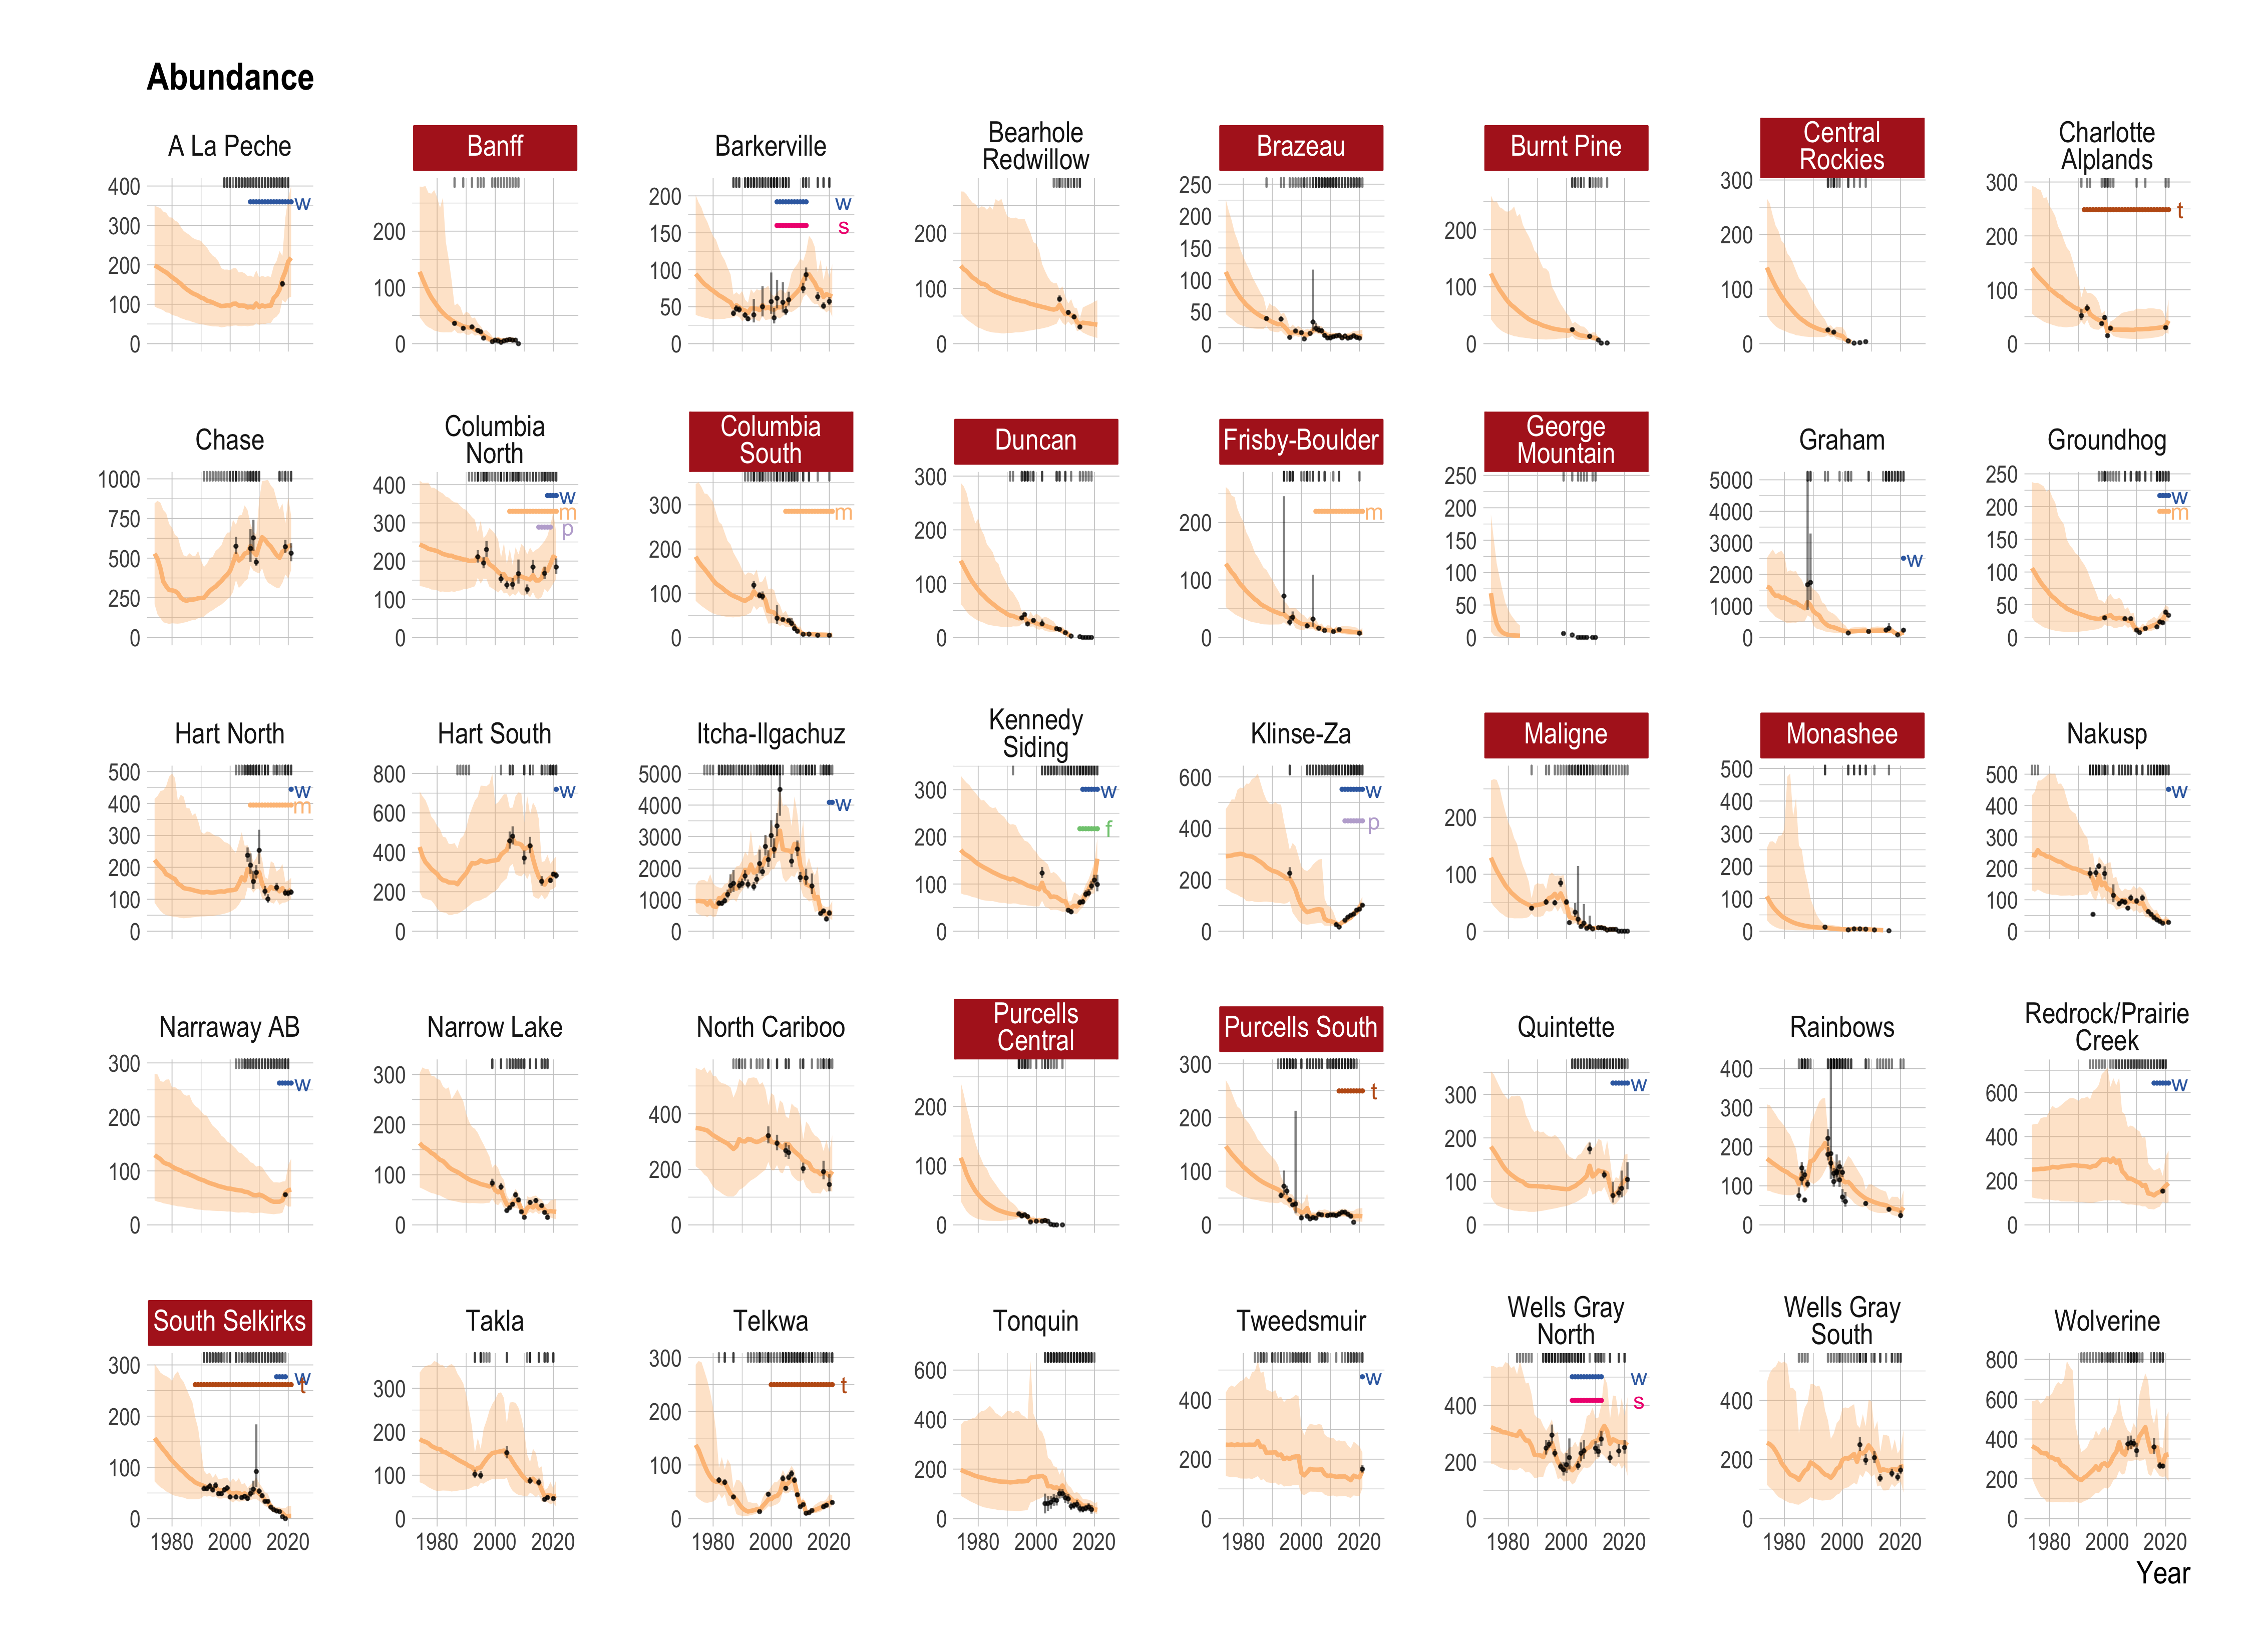 Abundance
A La Peche
400
300
200
100
0
w
Banff
200
100
0
Barkerville
200
150
100
50
0
w
s
Bearhole
Redwillow
200
100
0
Brazeau
250
200
150
100
50
0
Burnt Pine
200
100
0
Central
Rockies
300
200
100
0
Charlotte
Alplands
300
200
100
0
t
Chase
1000
750
500
250
0
Columbia
North
400
300
200
100
0
w
m
p
Columbia
South
300
200
100
0
m
Duncan
300
200
100
0
Frisby-Boulder
200
100
0
m
George
Mountain
250
200
150
100
50
0
Graham
5000
4000
3000
2000
1000
0
w
Groundhog
250
200
150
100
50
0
w
m
Hart North
500
400
300
200
100
0
w
m
Hart South
800
600
400
200
0
w
Itcha-Ilgachuz
5000
4000
3000
2000
1000
0
w
Kennedy
Siding
300
200
100
0
w
f
Klinse-Za
600
400
200
0
w
p
Maligne
200
100
0
Monashee
500
400
300
200
100
0
Nakusp
500
400
300
200
100
0
w
Narraway AB
300
200
100
0
w
Narrow Lake
300
200
100
0
North Cariboo
400
200
0
Purcells
Central
200
100
0
Purcells South
300
200
100
0
t
Quintette
300
200
100
0
w
Rainbows
400
300
200
100
0
Redrock/Prairie
Creek
600
400
200
0
w
South Selkirks
300
200
100
0
w
t
1980 2000 2020
Takla
300
200
100
0
1980 2000 2020
Telkwa
300
200
100
0
t
1980 2000 2020
Tonquin
600
400
200
0
1980 2000 2020
Tweedsmuir
400
200
0
w
1980 2000 2020
Wells Gray
North
400
200
0
w
s
1980 2000 2020
Wells Gray
South
400
200
0
1980 2000 2020
Wolverine
800
600
400
200
0
1980 2000 2020
Year